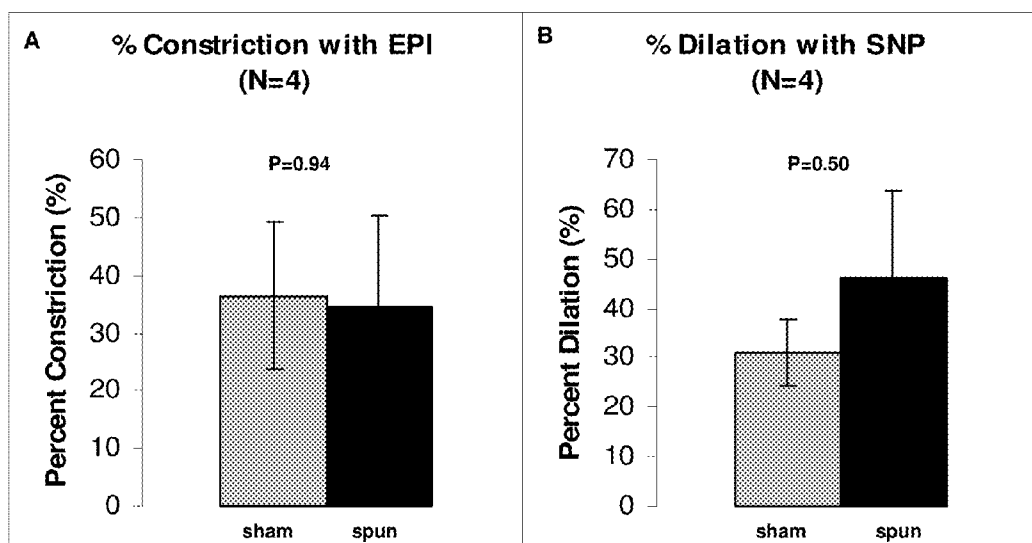 A
% Constriction with EPI
(N=4)
P=0.94
Percent Constriction (%)
60
50
40
30
20
10
0
sham
spun
B
% Dilation with SNP
(N=4)
P=0.50
Percent Dilation (%)
70
60
50
40
30
20
10
0
sham
spun